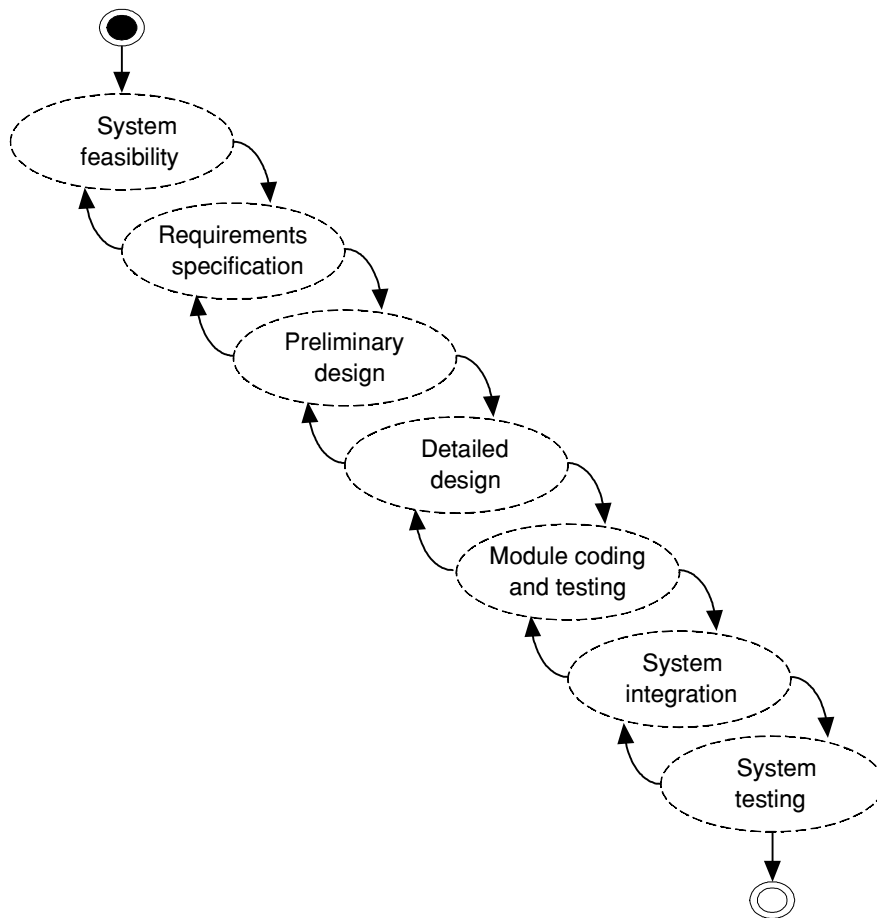 System
feasibility
Requirements
specification
Preliminary
design
Detailed
design
Module coding
and testing
System
integration
System
testing